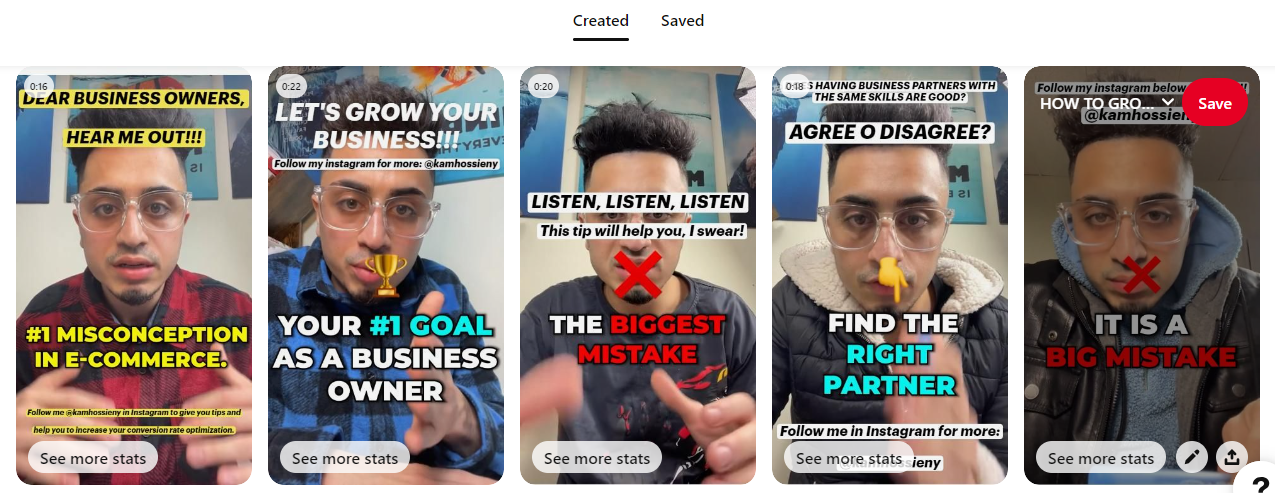 Created
Saved
0:16
DEAR BUSINESS OWNERS,
HEAR ME OUT!!!
#1 MISCONCEPTION
IN E-COMMERCE.
Follow me @kamhossieny in Instagram to give you tips and
help you to increase your conversion rate optimization.
See more stats
0:22
LET'S GROW YOUR
BUSINESS!!!
Follow my instagram for more: @kamhossieny
YOUR #1 GOAL
AS A BUSINESS
OWNER
See more stats
0:20
LISTEN, LISTEN, LISTEN
This tip will help you, I swear!
THE BIGGEST
MISTAKE
See more stats
0:18
HAVING BUSINESS PARTNERS WITH
THE SAME SKILLS ARE GOOD?
AGREE O DISAGREE?
FIND THE
RIGHT
PARTNER
Follow me in Instagram for more:
See more stats
Follow my instagram below
HOW TO GRO...
Save
@kamhossieny
IT IS A
BIG MISTAKE
See more stats
?